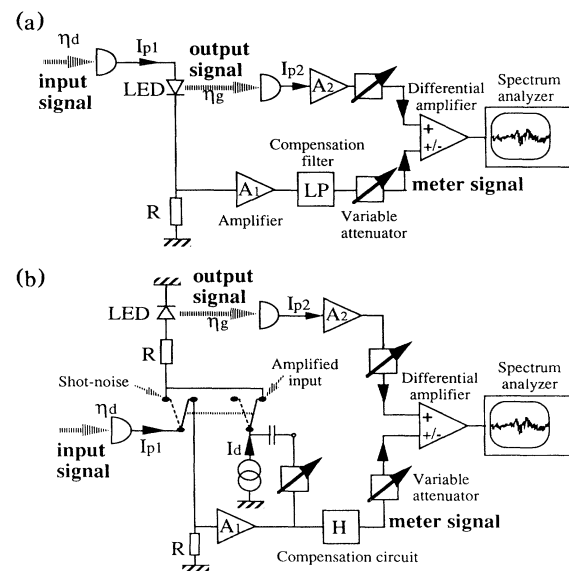 (a)
ηd
Ip1
input signal
LED
output signal
ηg
Ip2
A2
Differential amplifier
Spectrum analyzer
+
+/-
Compensation filter
A1
LP
meter signal
R
Amplifier
Variable attenuator
(b)
output signal
LED
ηg
Ip2
A2
R
Shot-noise
Amplified input
Differential amplifier
Spectrum analyzer
ηd
input signal
Ip1
Id
+
+/-
Variable attenuator
R
A1
H
meter signal
Compensation circuit